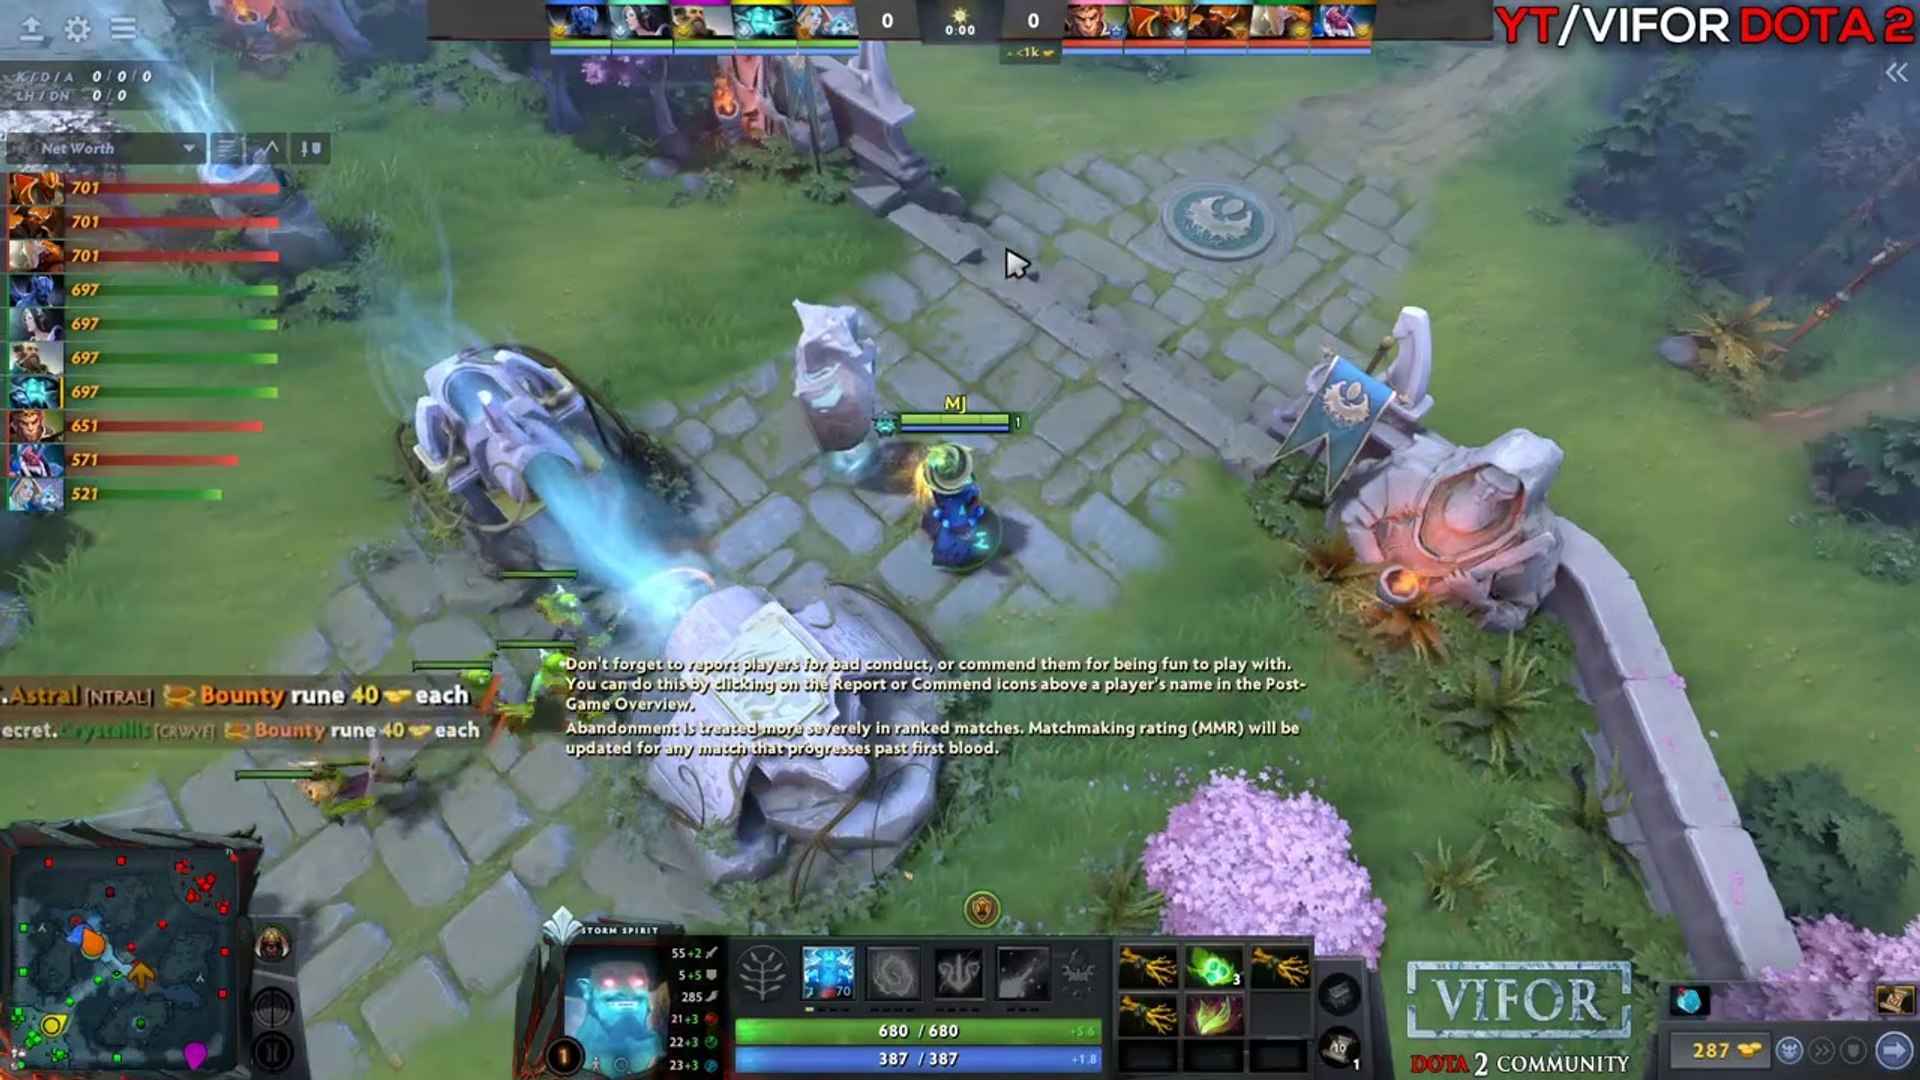 0
0:00
0
<1k
YT/VIFOR DOTA 2
K / D / A 0 / 0 / 0
LH / DN 0 / 0
Net Worth
701
701
701
697
697
697
697
651
571
521
MJ
1
Don't forget to report players for bad conduct, or commend them for being fun to play with.
You can do this by clicking on the Report or Commend icons above a player's name in the Post-
Game Overview.
Abandonment is treated more severely in ranked matches. Matchmaking rating (MMR) will be
updated for any match that progresses past first blood.
.Astral [NTRAL] Bounty rune 40 each
ecret.Crystallis [CRWYF] Bounty rune 40 each
STORM SPIRIT
55+2
5+5
285
21+3
22+3
23+3
1
7 70
680 / 680 +5.6
387 / 387 +1.8
3
10
1
VIFOR
DOTA 2 COMMUNITY
287